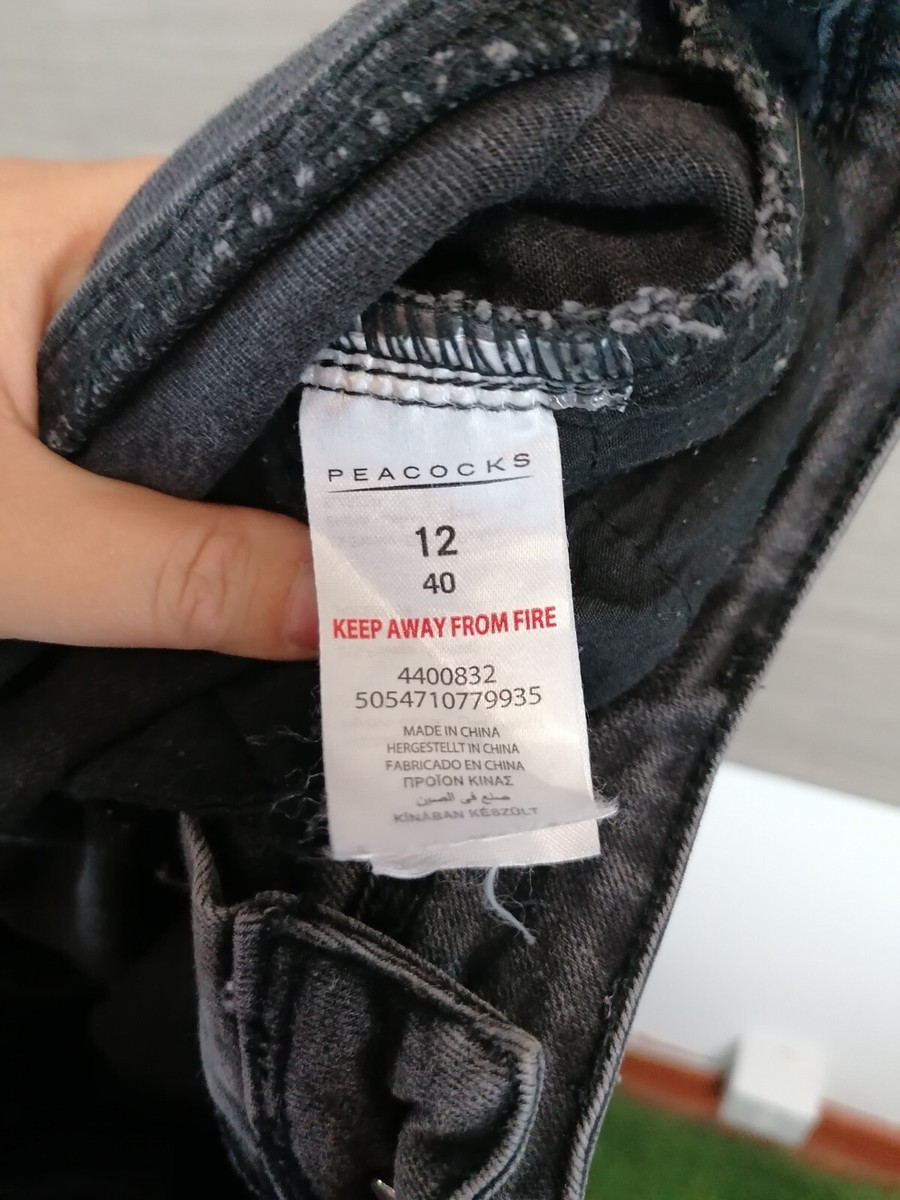 PEACOCKS
12
40
KEEP AWAY FROM FIRE
4400832
5054710779935
MADE IN CHINA
HERGESTELLT IN CHINA
FABRICADO EN CHINA
ΠΡΟΪΟΝ ΚΙΝΑΣ
صنع في الصين
KÍNÁBAN KÉSZÜLT